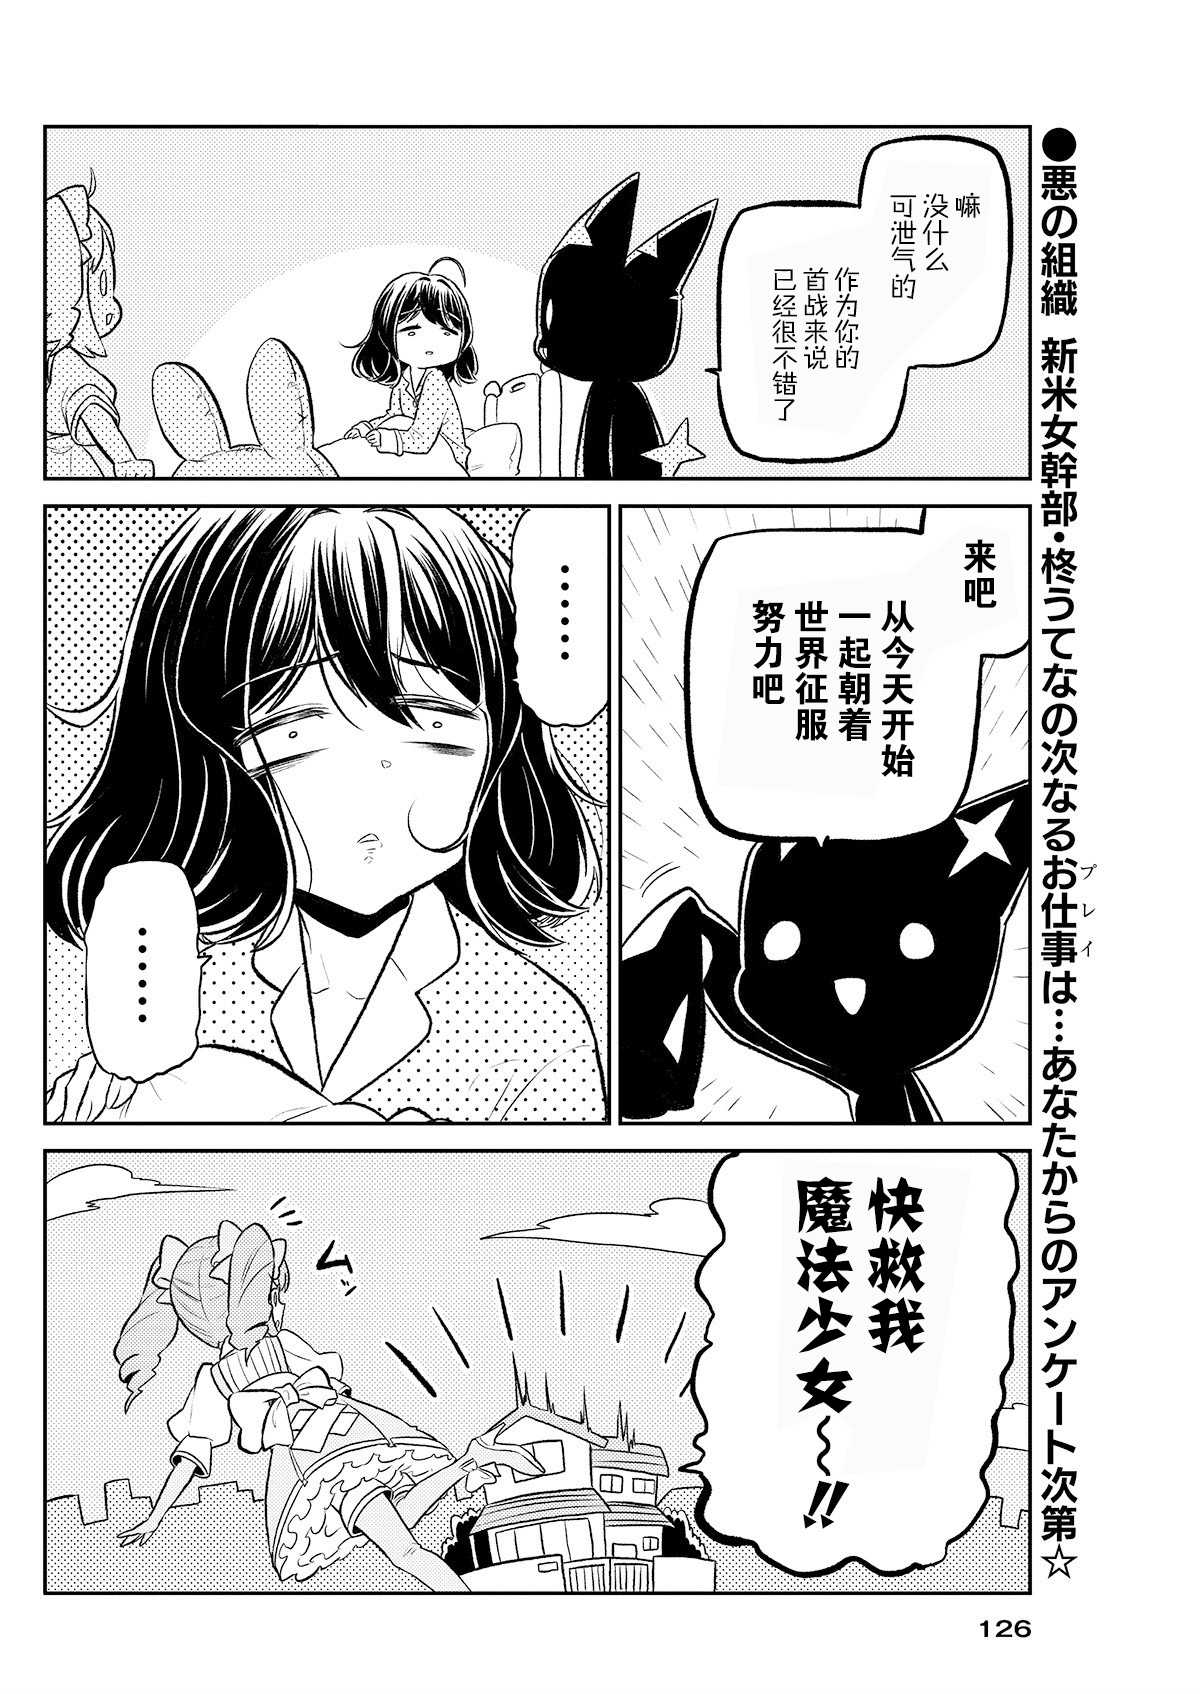 ●悪の組織 新米女幹部・柊うてなの次なるお仕事は…あなたからのアンケート次第☆
プレイ
嘛
没什么
可泄气的
作为你的
首战来说
已经很不错了
来吧
从今天开始
一起朝着
世界征服
努力吧
……
……
快救我
魔法少女~!!
ムッ
126